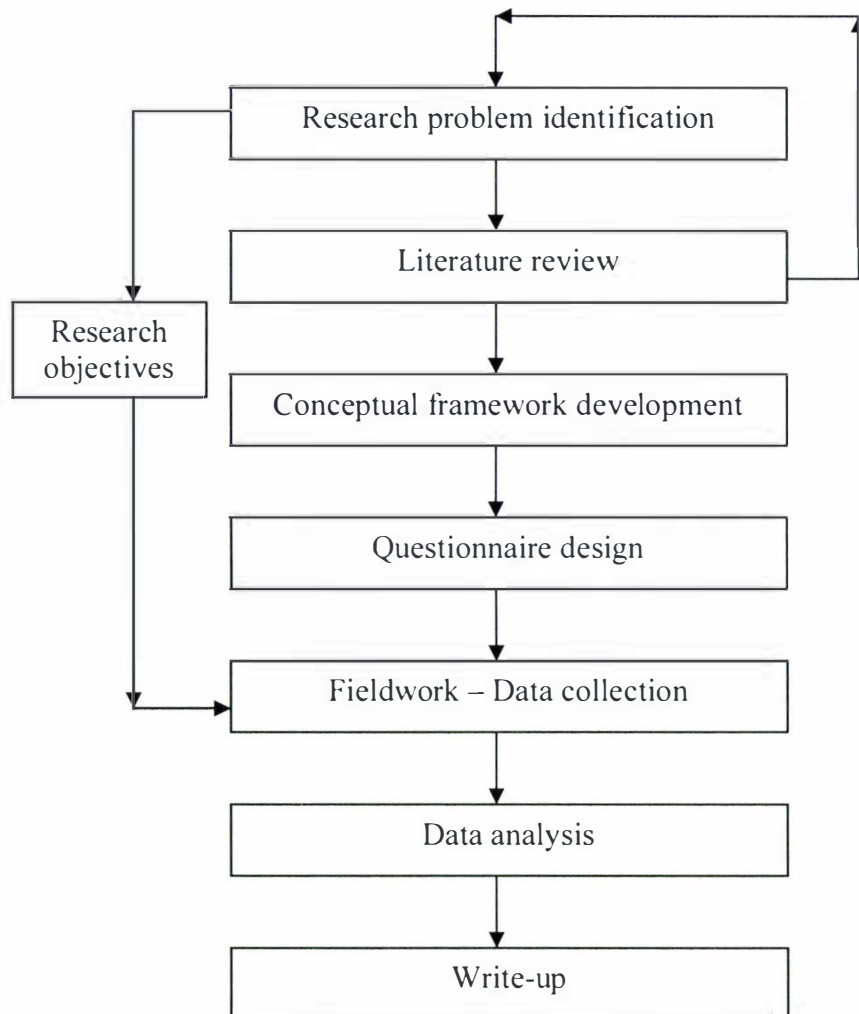 Research problem identification
Literature review
Research
objectives
Conceptual framework development
Questionnaire design
Fieldwork – Data collection
Data analysis
Write-up